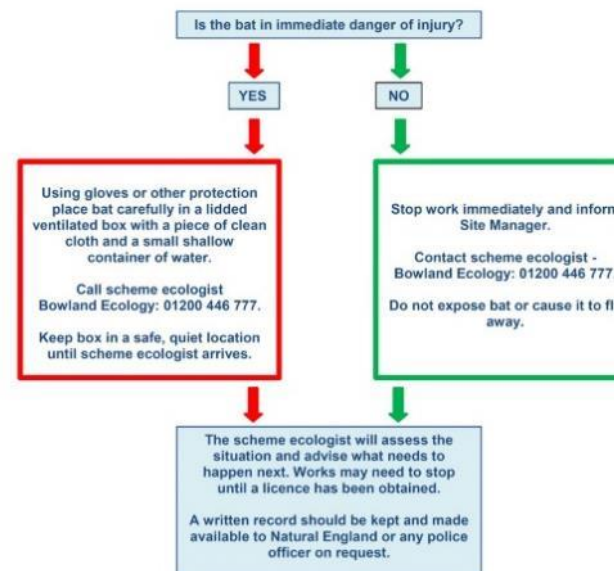 Is the bat in immediate danger of injury?
YES
NO
Using gloves or other protection
place bat carefully in a lidded
ventilated box with a piece of clean
cloth and a small shallow
container of water.
Call scheme ecologist
Bowland Ecology: 01200 446 777.
Keep box in a safe, quiet location
until scheme ecologist arrives.
Stop work immediately and inform
Site Manager.
Contact scheme ecologist -
Bowland Ecology: 01200 446 777.
Do not expose bat or cause it to fl
away.
The scheme ecologist will assess the
situation and advise what needs to
happen next. Works may need to stop
until a licence has been obtained.
A written record should be kept and made
available to Natural England or any police
officer on request.